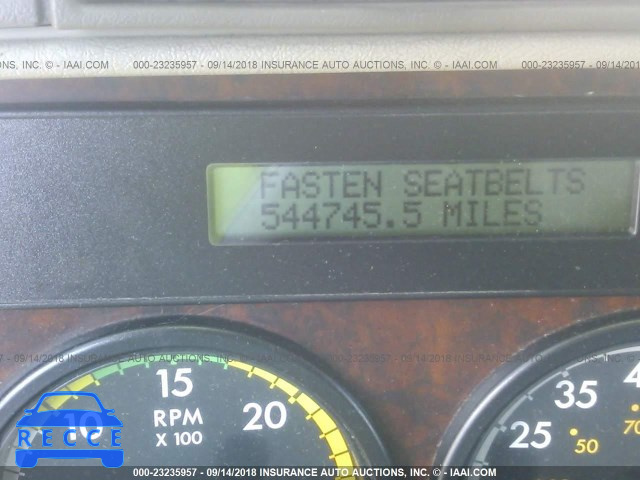 INC. © - IAAI.COM 000-23235957 - 09/14/2018 INSURANCE AUTO AUCTIONS, INC. © - IAAI.COM 000-23235957 - 09/14/2018
FASTEN SEATBELTS
544745.5 MILES
10 15 20
RPM
X 100
25 35 4
50 70
RECCE
000-23235957 - 09/14/2018 INSURANCE AUTO AUCTIONS, INC. © - IAAI.COM